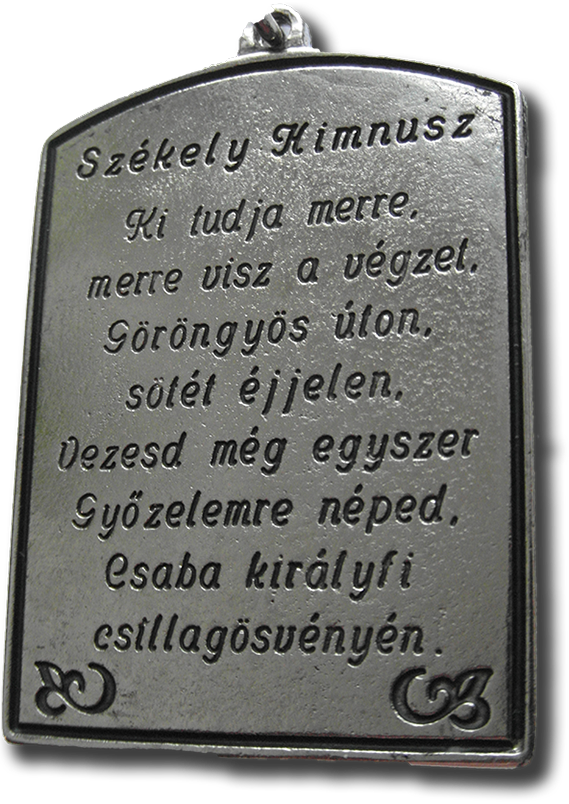 Székely Himnusz
Ki tudja merre,
merre visz a végzet,
Göröngyös úton,
sötét éjjelen,
Vezesd még egyszer
Győzelemre néped,
Csaba királyfi
csillagösvényén.